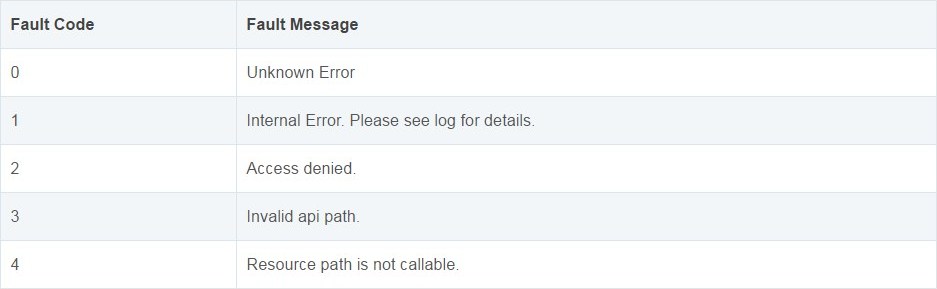 Fault Code Fault Message
0 Unknown Error
1 Internal Error. Please see log for details.
2 Access denied.
3 Invalid api path.
4 Resource path is not callable.